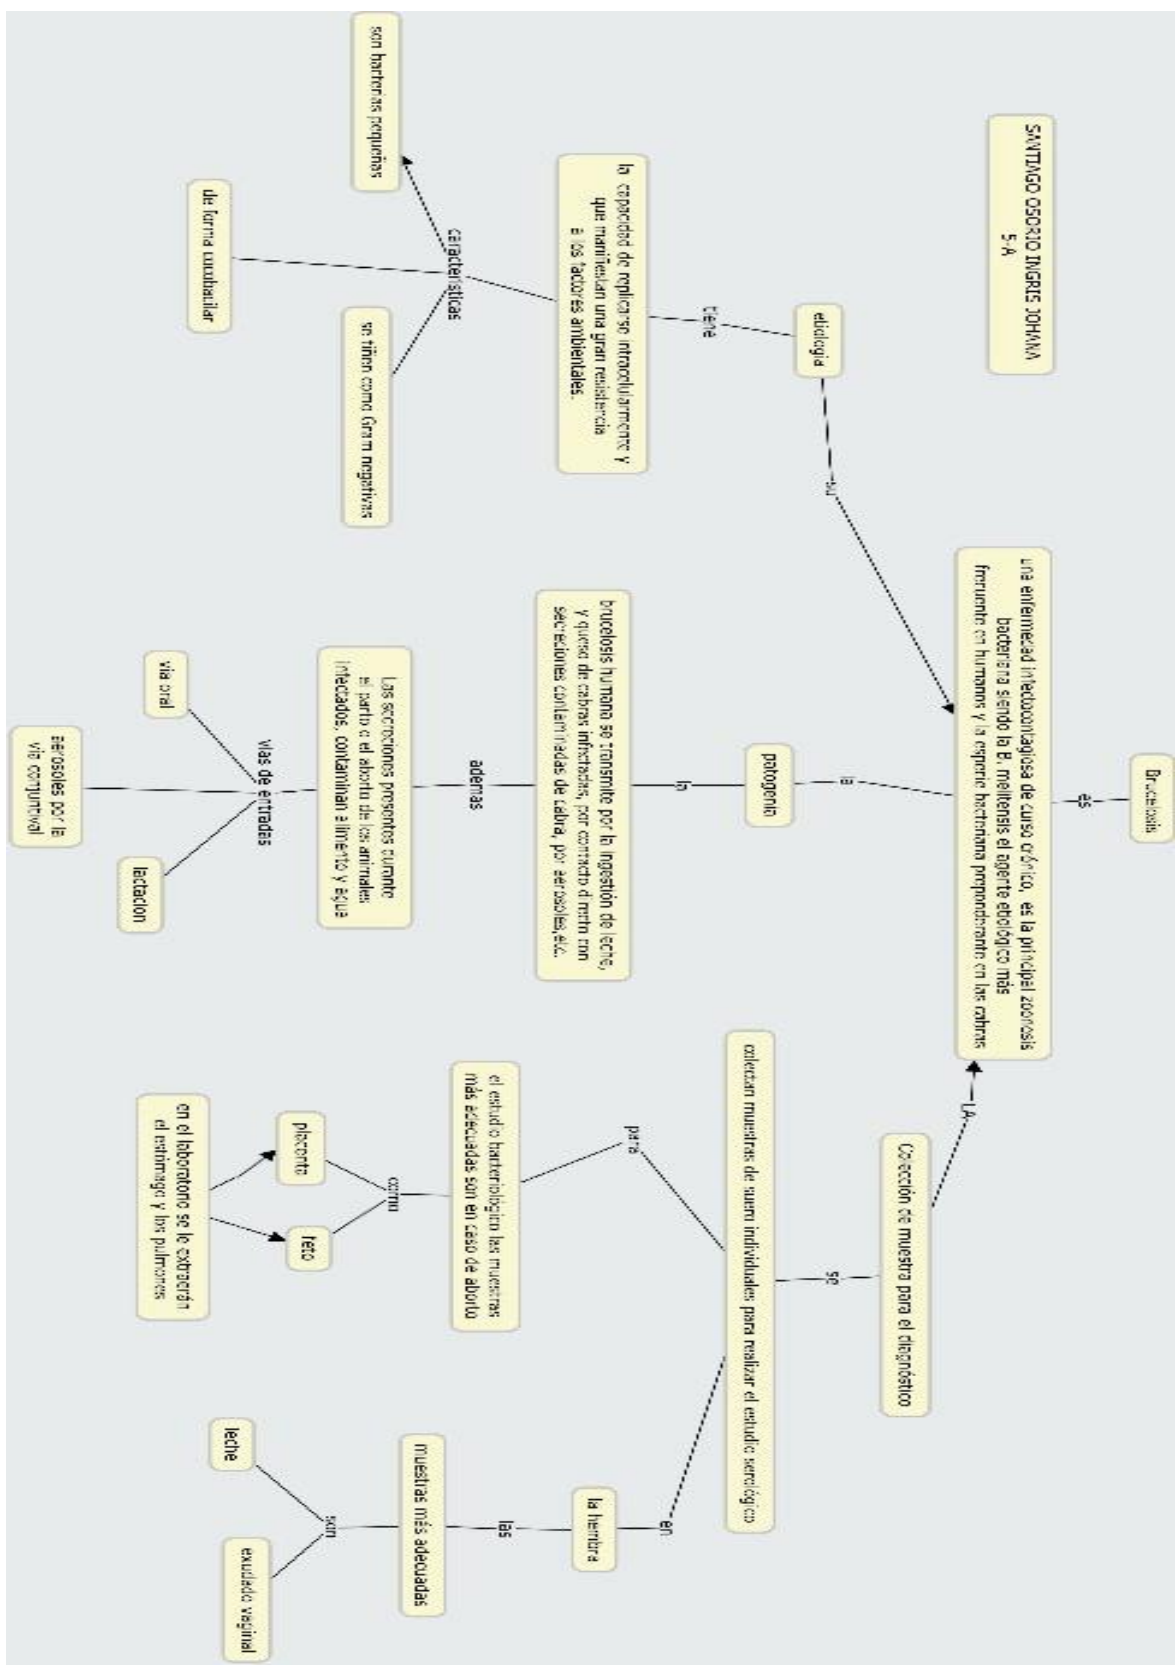 SANTIAGO OSORIO INGRIS JOHANA
5-A
Brucelosis
es
una enfermedad infectocontagiosa de curso crónico, es la principal zoonosis
bacteriana siendo la B. melitensis el agente etiológico más
frecuente en humanos y la especie bacteriana preponderante en las cabras
su
etiologia
tiene
la capacidad de replicarse intracelularmente y
que manifiestan una gran resistencia
a los factores ambientales.
características
son bacterias pequeñas
de forma cocobacilar
se tiñen como Gram negativas
la
patogenia
la
brucelosis humana se transmite por la ingestión de leche,
y queso de cabras infectadas, por contacto directo con
secreciones contaminadas de cabra, por aerosoles,etc.
ademas
Las secreciones presentes durante
el parto o el aborto de los animales
infectados, contaminan alimento y agua
vias de entradas
via oral
aerosoles por la
via conjuntival
lactacion
LA
Colección de muestra para el diagnóstico
se
colectan muestras de suero individuales para realizar el estudio serológico
para
el estudio bacteriológico las muestras
más adecuadas son en caso de aborto
como
placenta
feto
en el laboratorio se le extraerán
el estómago y los pulmones
en
la hembra
las
muestras más adecuadas
son
leche
exudado vaginal